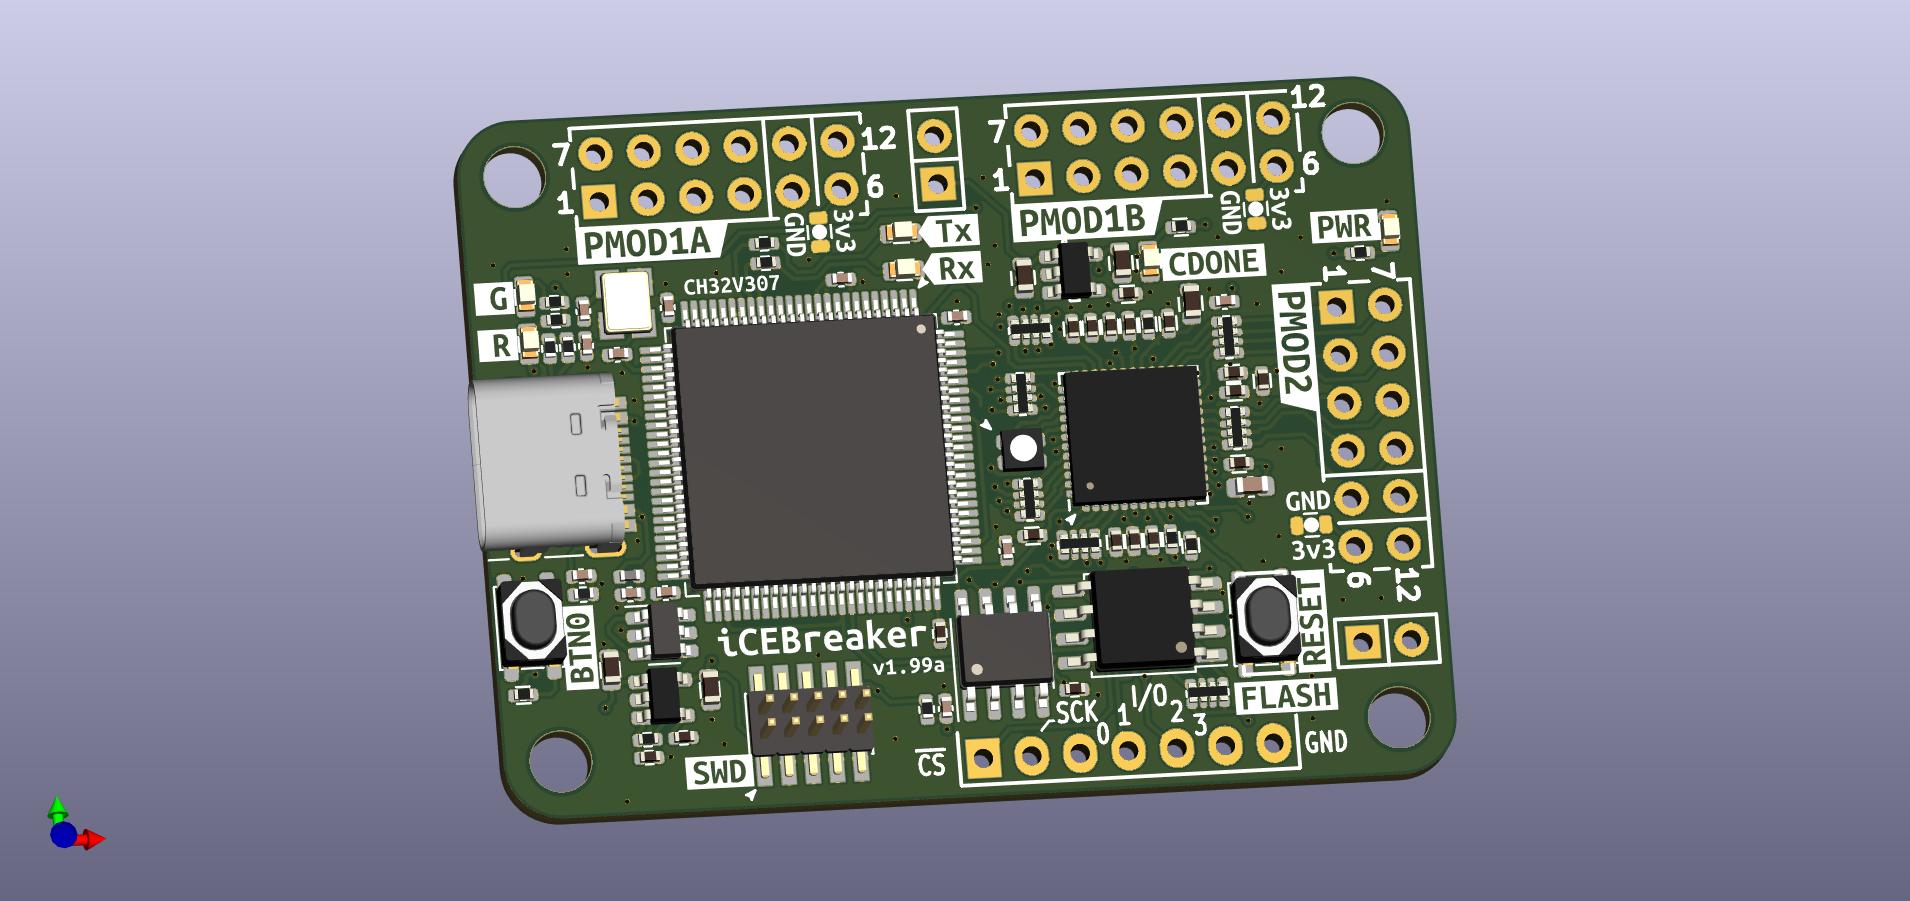 7
12
1
6
PMOD1A
GND
3v3
Tx
Rx
7
12
1
6
PMOD1B
GND
3v3
PWR
CDONE
G
R
CH32V307
1
7
PMOD2
GND
3v3
6
12
BTN0
iCEBreaker
v1.99a
RESET
FLASH
SWD
CS
SCK
I/O
0
1
2
3
GND